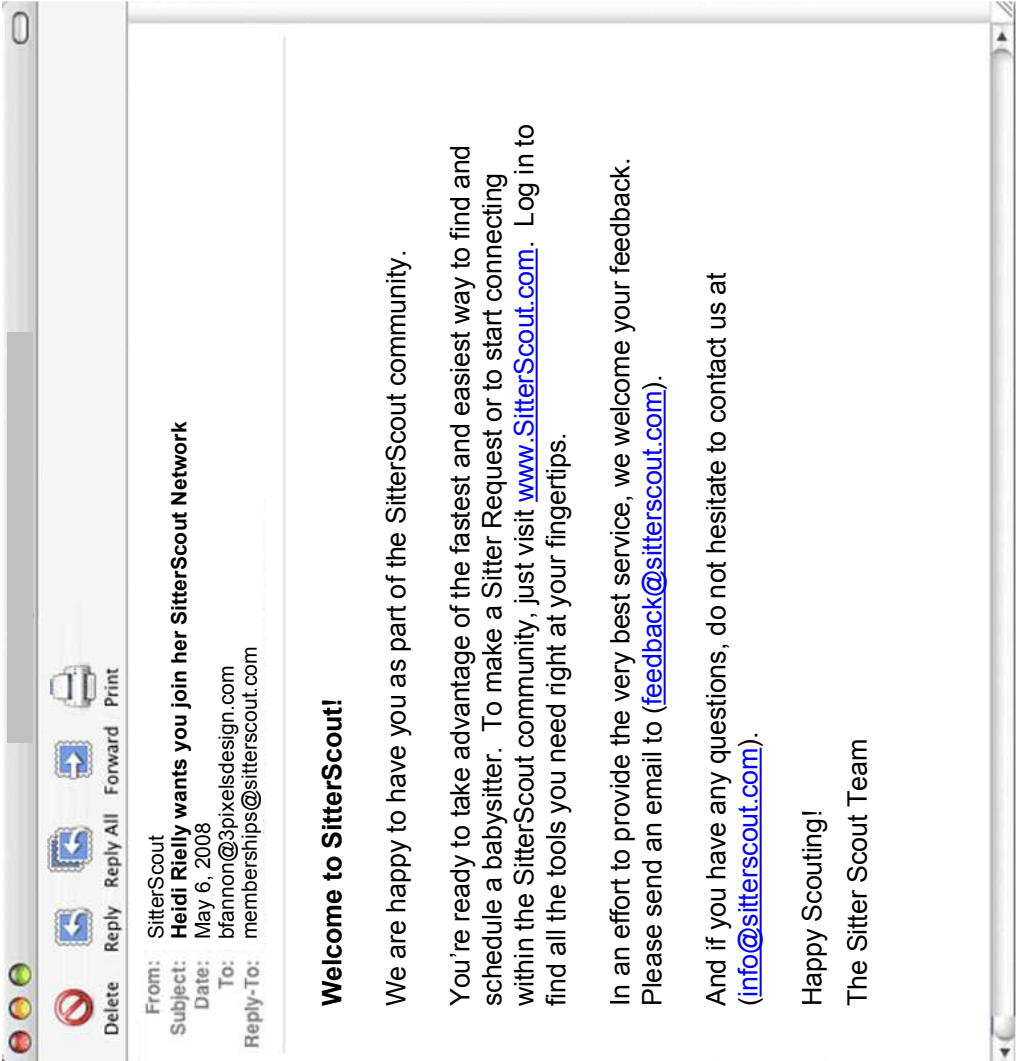 Delete Reply Reply All Forward Print
From: SitterScout
Subject: Heidi Rielly wants you join her SitterScout Network
Date: May 6, 2008
To: bfannon@3pixelsdesign.com
Reply-To: memberships@sitterscout.com
Welcome to SitterScout!
We are happy to have you as part of the SitterScout community.
You’re ready to take advantage of the fastest and easiest way to find and
schedule a babysitter.  To make a Sitter Request or to start connecting
within the SitterScout community, just visit www.SitterScout.com.  Log in to
find all the tools you need right at your fingertips.
In an effort to provide the very best service, we welcome your feedback.
Please send an email to (feedback@sitterscout.com).
And if you have any questions, do not hesitate to contact us at
(info@sitterscout.com).
Happy Scouting!
The Sitter Scout Team